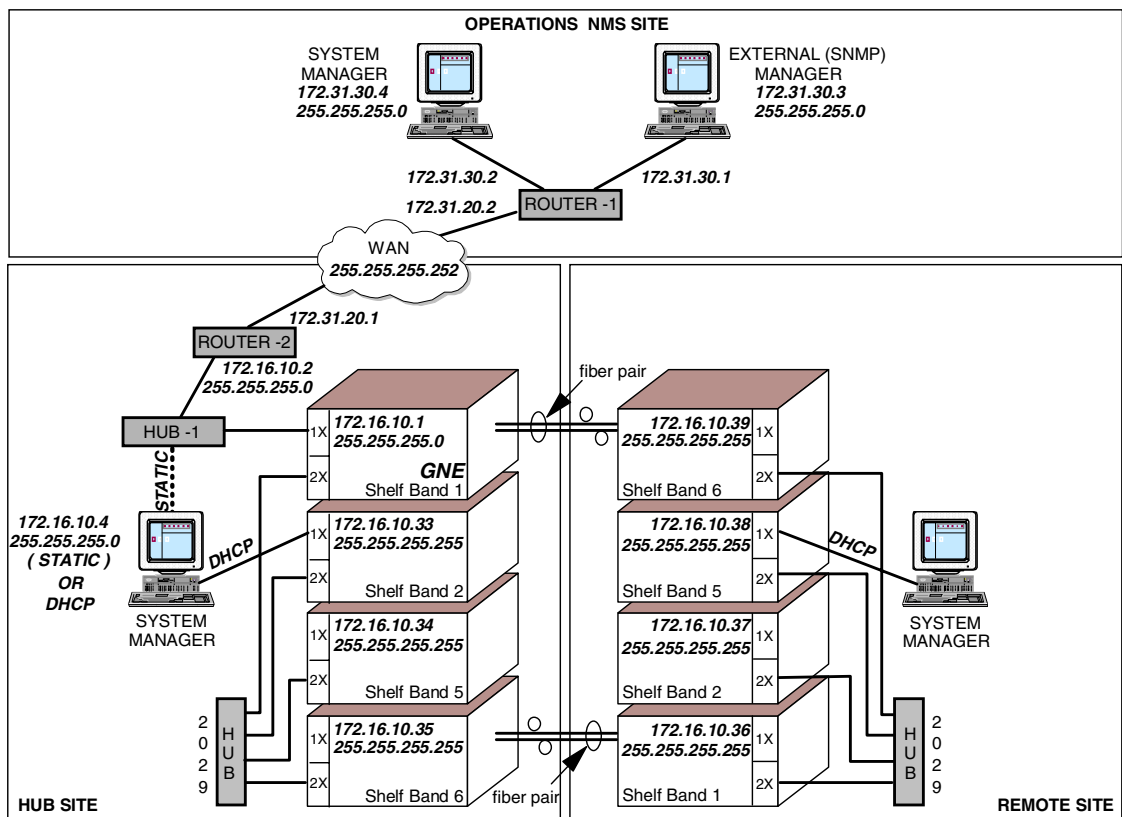 OPERATIONS NMS SITE
SYSTEM
MANAGER
172.31.30.4
255.255.255.0
EXTERNAL (SNMP)
MANAGER
172.31.30.3
255.255.255.0
172.31.30.2
172.31.30.1
172.31.20.2
ROUTER -1
WAN
255.255.255.252
172.31.20.1
ROUTER -2
172.16.10.2
255.255.255.0
HUB -1
STATIC
172.16.10.4
255.255.255.0
( STATIC )
OR
DHCP
SYSTEM
MANAGER
DHCP
1X
172.16.10.1
255.255.255.0
GNE
2X
Shelf Band 1
1X
172.16.10.33
255.255.255.255
2X
Shelf Band 2
1X
172.16.10.34
255.255.255.255
2X
Shelf Band 5
1X
172.16.10.35
255.255.255.255
2X
Shelf Band 6
2029
HUB
HUB SITE
fiber pair
fiber pair
172.16.10.39
255.255.255.255
1X
2X
Shelf Band 6
172.16.10.38
255.255.255.255
1X
2X
Shelf Band 5
172.16.10.37
255.255.255.255
1X
2X
Shelf Band 2
172.16.10.36
255.255.255.255
1X
2X
Shelf Band 1
DHCP
SYSTEM
MANAGER
HUB
2029
REMOTE SITE